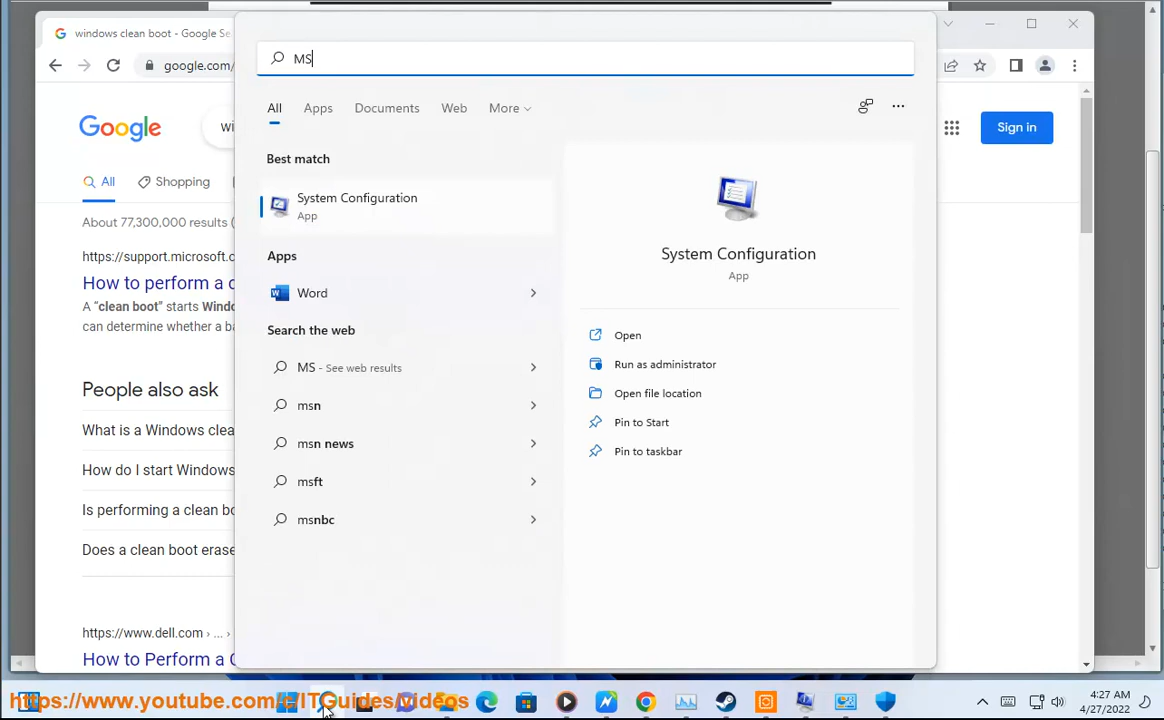 windows clean boot - Google Se
google.com/
MS
All Apps Documents Web More
Google
wi
Sign in
All Shopping
About 77,300,000 results (
https://support.microsoft.c
How to perform a c
A "clean boot" starts Windo
can determine whether a ba
People also ask
What is a Windows clea
How do I start Windows
Is performing a clean bo
Does a clean boot erase
https://www.dell.com › ... ›
How to Perform a C
Best match
System Configuration
App
Apps
Word
Search the web
MS - See web results
msn
msn news
msft
msnbc
System Configuration
App
Open
Run as administrator
Open file location
Pin to Start
Pin to taskbar
https://www.youtube.com/c/ITGuides/videos
4:27 AM
4/27/2022